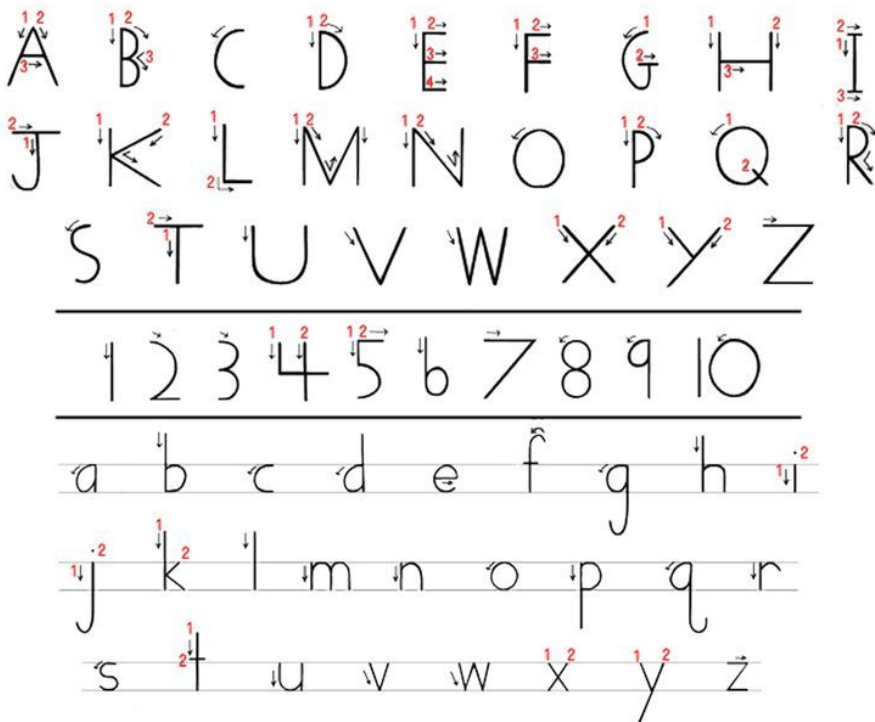 A B C D E F G H I
J K L M N O P Q R
S T U V W X Y Z
1 2 3 4 5 6 7 8 9 10
a b c d e f g h i
j k l m n o p q r
s t u v w x y z